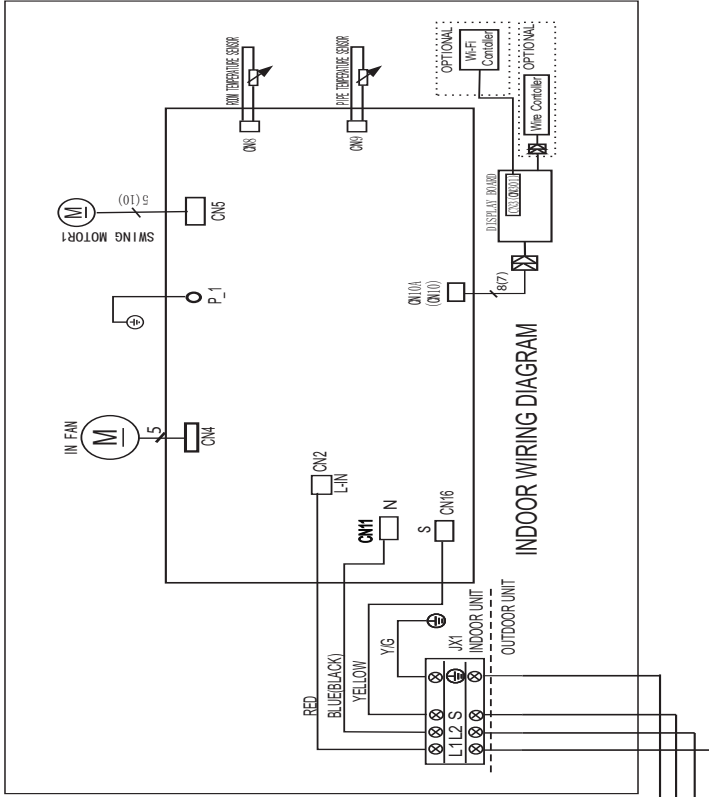 ROOM TEMPERATURE SENSOR
PIPE TEMPERATURE SENSOR
OPTIONAL
Wi-Fi
Contoller
OPTIONAL
Wire Contoller
CN8
CN9
DISPLAY BOARD
5(10)
CN5
SWING MOTOR1
P_1
CN10A
(CN10)
8(7)
IN FAN
5
CN4
INDOOR WIRING DIAGRAM
CN2
L-IN
CN11
N
S
CN16
RED
BLUE(BLACK)
YELLOW
Y/G
JX1
INDOOR UNIT
OUTDOOR UNIT
L1 L2 S